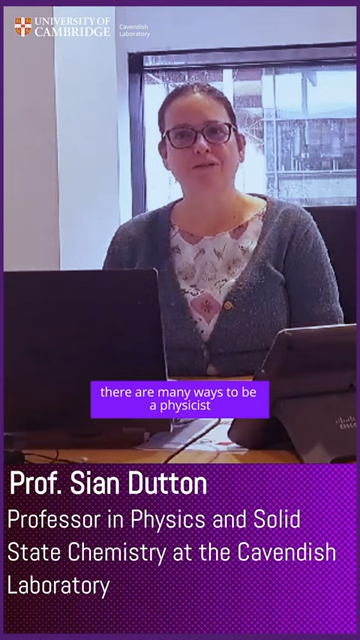 UNIVERSITY OF
CAMBRIDGE
Cavendish
Laboratory
there are many ways to be
a physicist
Prof. Sian Dutton
Professor in Physics and Solid
State Chemistry at the Cavendish
Laboratory